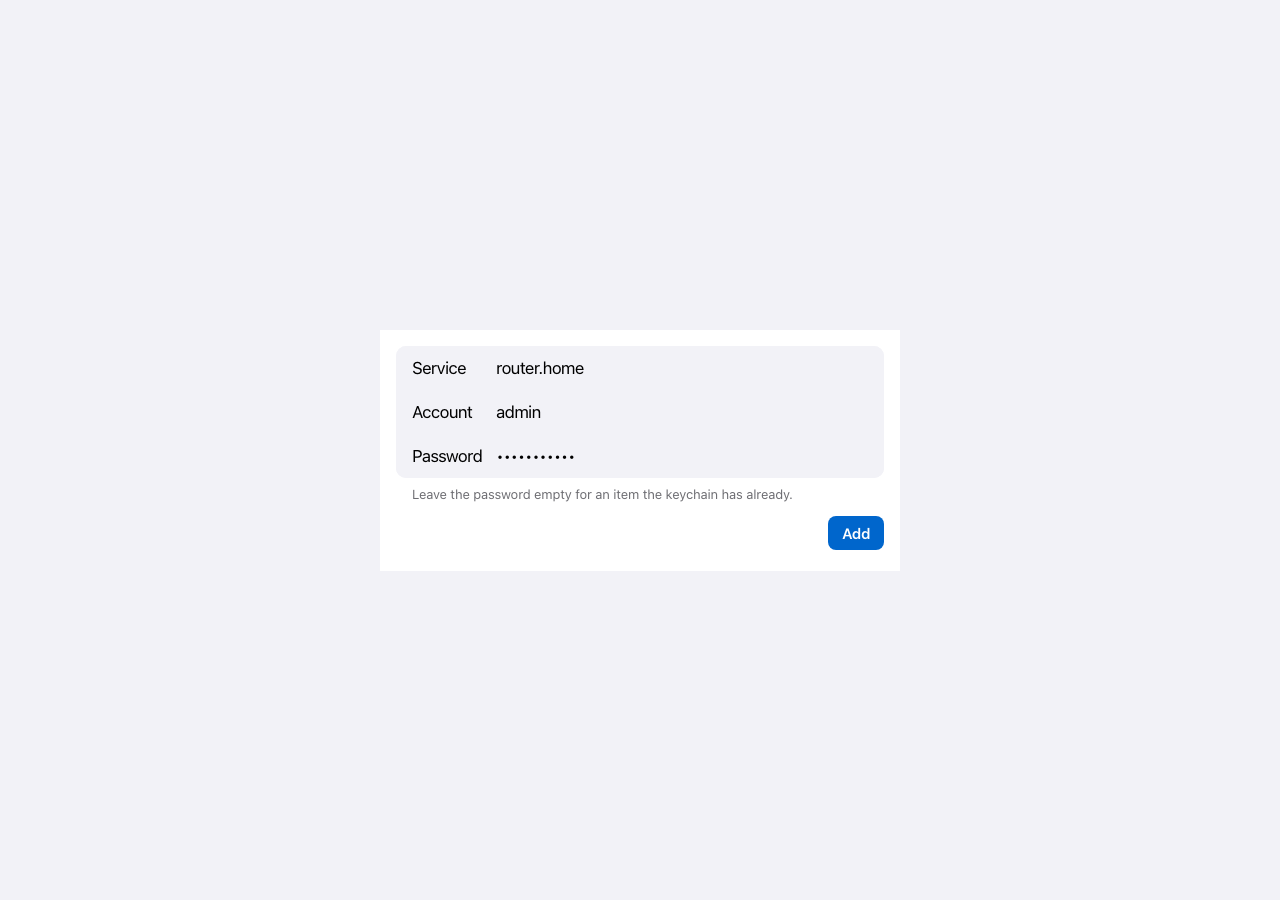 Service router.home
Account admin
Password •••••••••••
Leave the password empty for an item the keychain has already.
Add